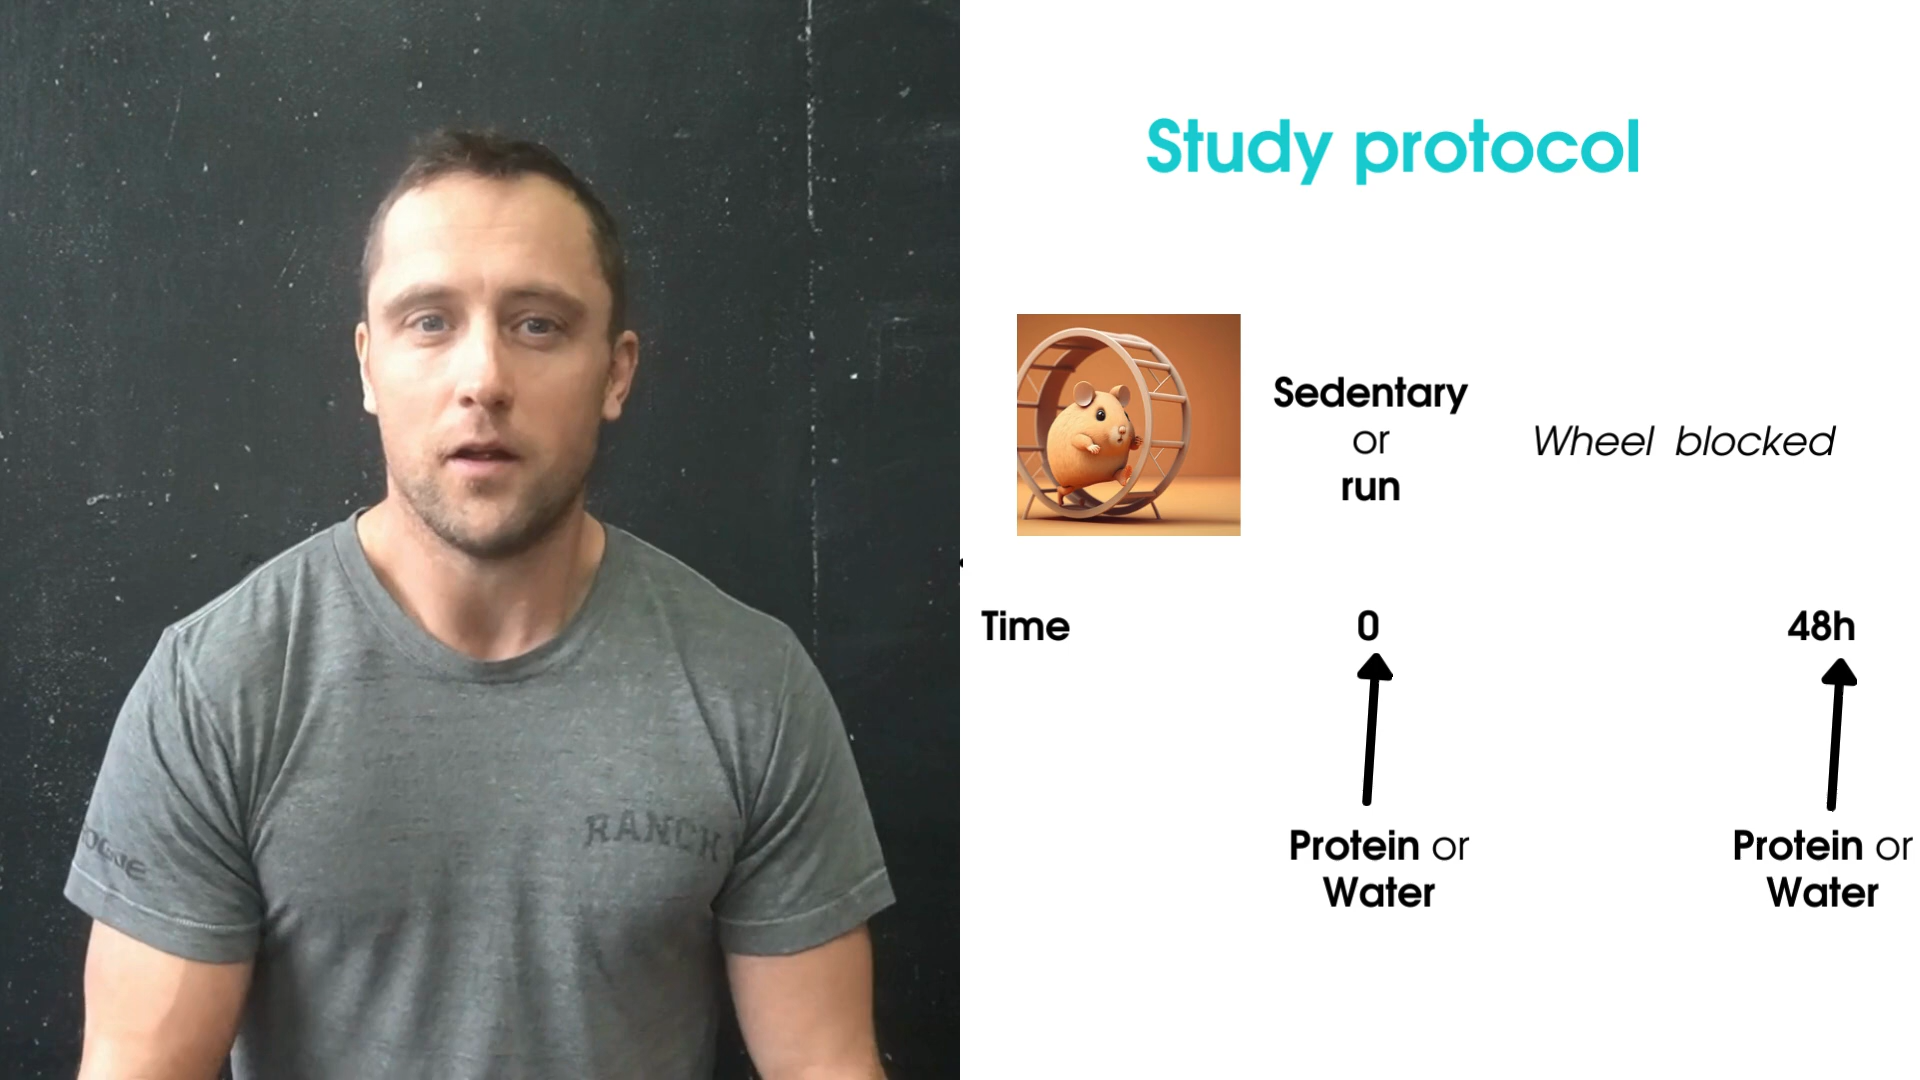 Study protocol
Sedentary
or
run
Wheel blocked
Time 0 48h
Protein or
Water
Protein or
Water
RANCH